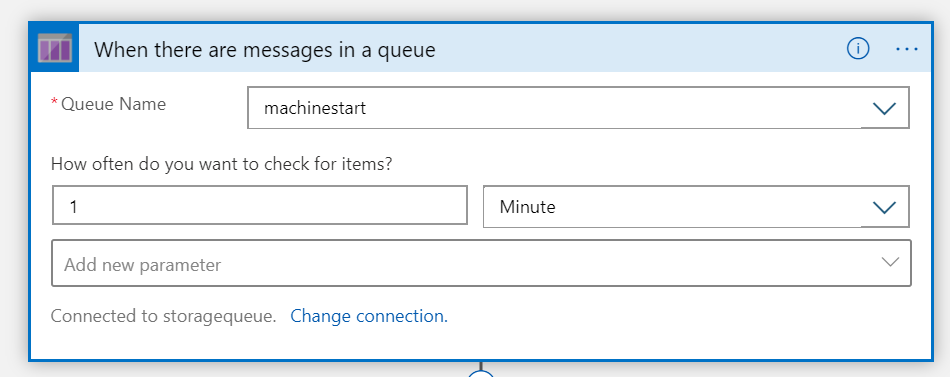 When there are messages in a queue
* Queue Name
machinestart
How often do you want to check for items?
1
Minute
Add new parameter
Connected to storagequeue. Change connection.